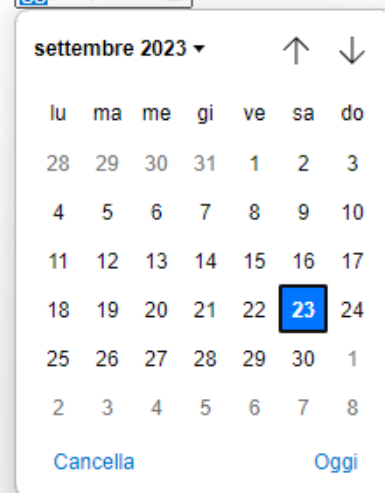 settembre 2023
lu ma me gi ve sa do
28 29 30 31 1 2 3
4 5 6 7 8 9 10
11 12 13 14 15 16 17
18 19 20 21 22 23 24
25 26 27 28 29 30 1
2 3 4 5 6 7 8
Cancella Oggi